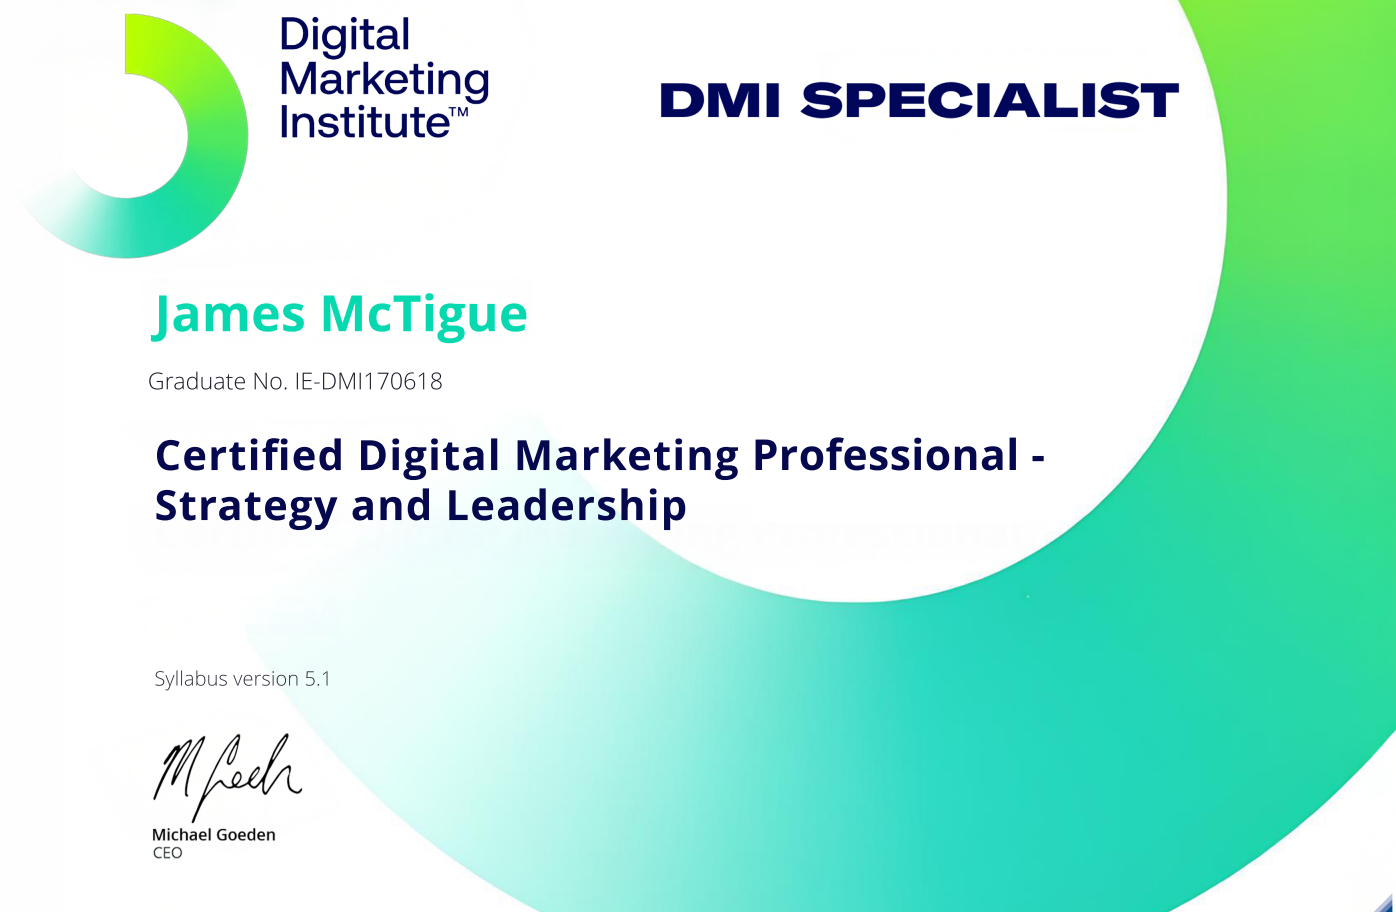 Digital
Marketing
Institute™
DMI SPECIALIST
James McTigue
Graduate No. IE-DMI170618
Certified Digital Marketing Professional -
Strategy and Leadership
Syllabus version 5.1
Michael Goeden
CEO